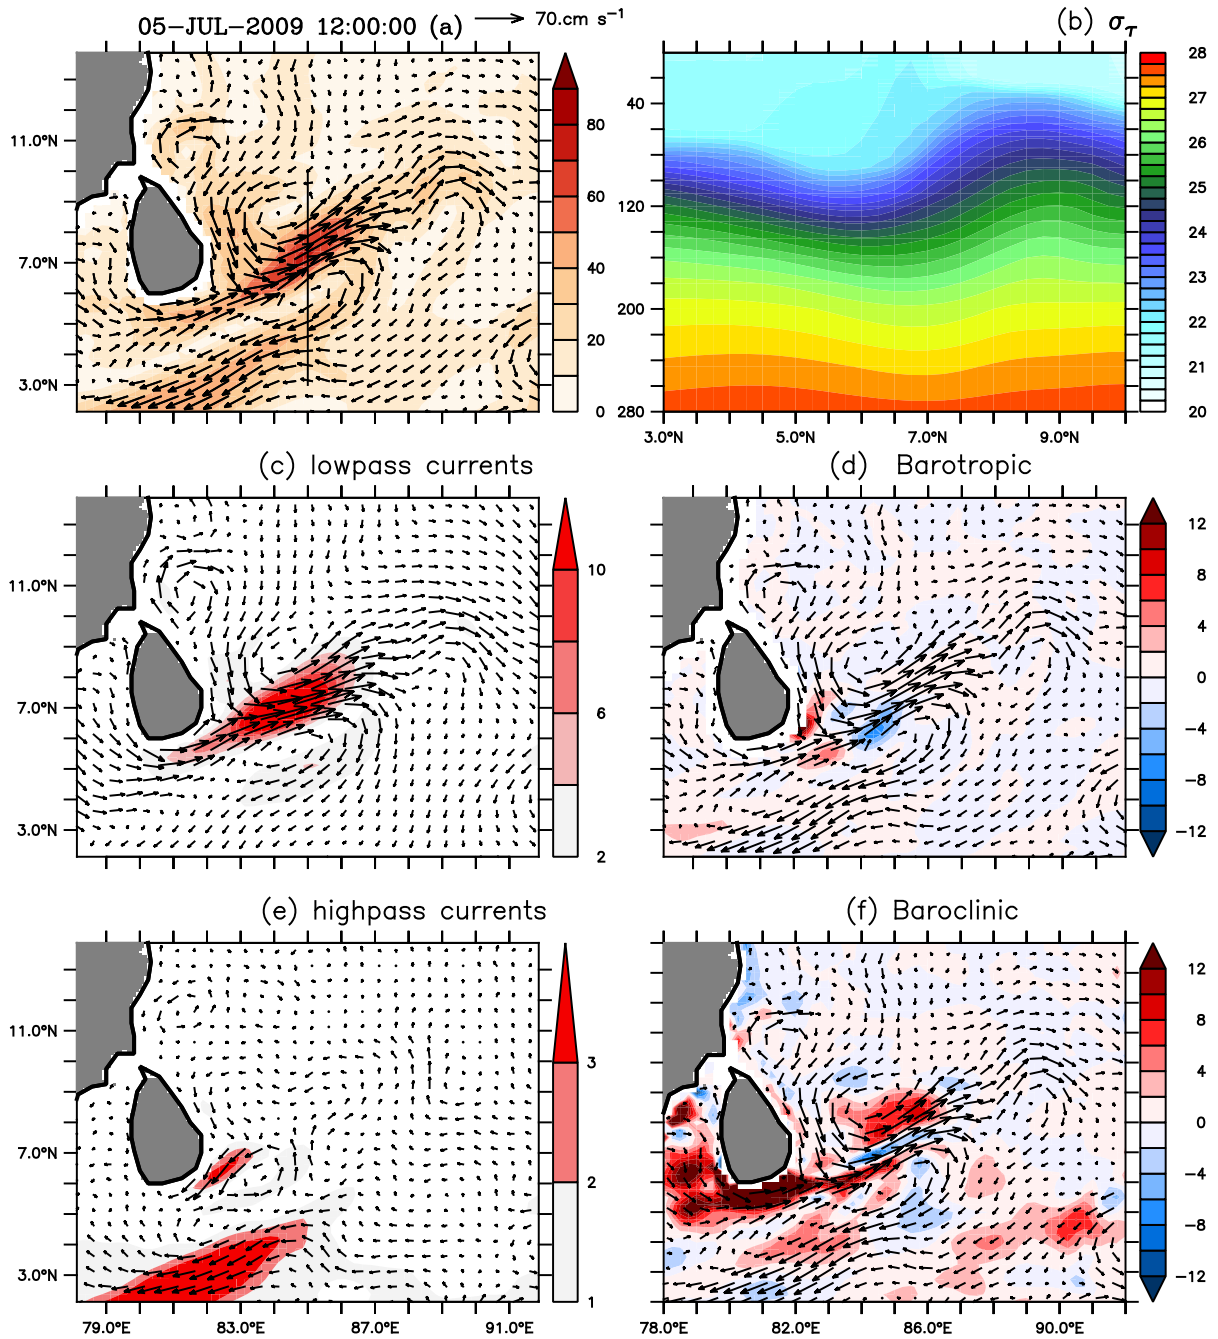 05-JUL-2009 12:00:00 (a)
70.cm s⁻¹
11.0°N
7.0°N
3.0°N
80
60
40
20
0
(b) σ_τ
40
120
200
280
3.0°N 5.0°N 7.0°N 9.0°N
28
27
26
25
24
23
22
21
20
(c) lowpass currents
11.0°N
7.0°N
3.0°N
10
6
2
(d) Barotropic
12
8
4
0
−4
−8
−12
(e) highpass currents
11.0°N
7.0°N
3.0°N
79.0°E 83.0°E 87.0°E 91.0°E
3
2
1
(f) Baroclinic
78.0°E 82.0°E 86.0°E 90.0°E
12
8
4
0
−4
−8
−12